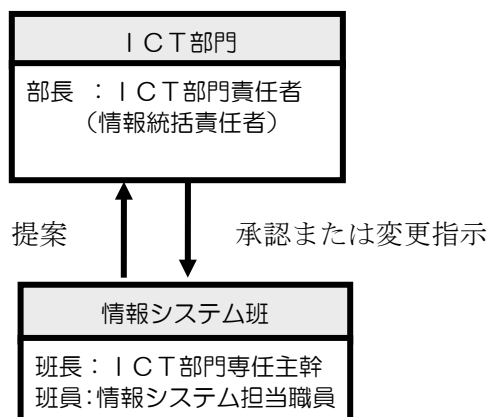 ＩＣＴ部門
部長　：ＩＣＴ部門責任者
（情報統括責任者）
提案
承認または変更指示
情報システム班
班長：ＩＣＴ部門専任主幹
班員：情報システム担当職員